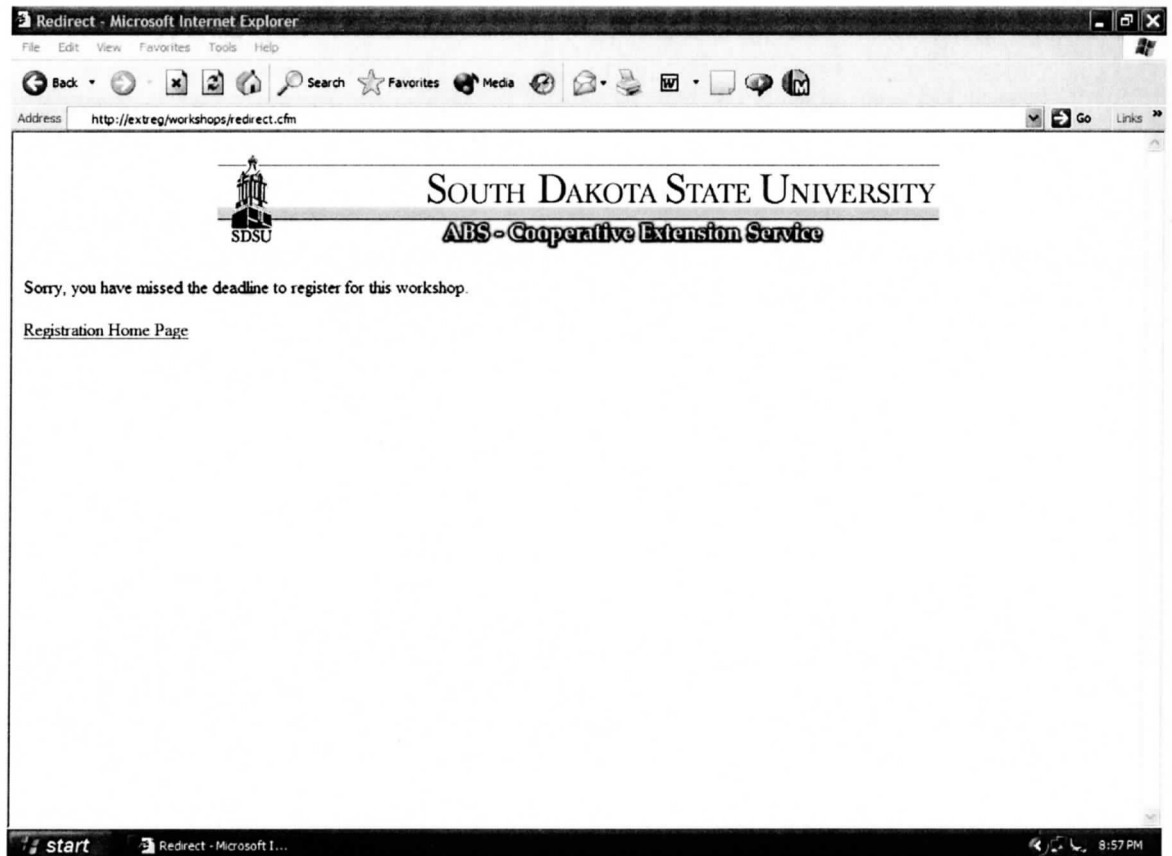 Redirect - Microsoft Internet Explorer
File Edit View Favorites Tools Help
Back Search Favorites Media
Address http://extreg/workshops/redirect.cfm Go Links »
SOUTH DAKOTA STATE UNIVERSITY
SDSU
ABS - Cooperative Extension Service
Sorry, you have missed the deadline to register for this workshop.
Registration Home Page
start Redirect - Microsoft I... 8:57 PM